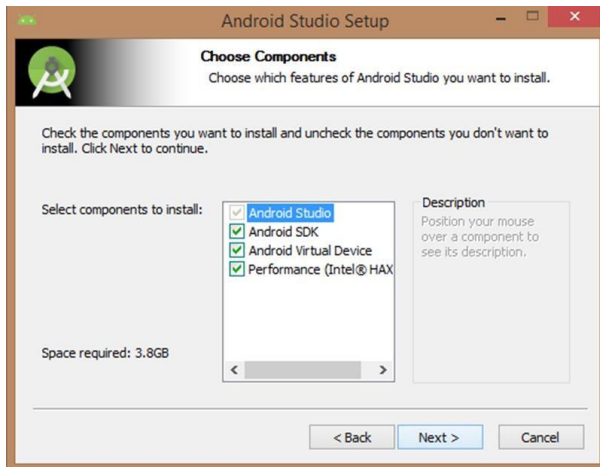 Android Studio Setup
Choose Components
Choose which features of Android Studio you want to install.
Check the components you want to install and uncheck the components you don't want to
install. Click Next to continue.
Select components to install:
Android Studio
Android SDK
Android Virtual Device
Performance (Intel® HAX
Description
Position your mouse
over a component to
see its description.
Space required: 3.8GB
< Back
Next >
Cancel